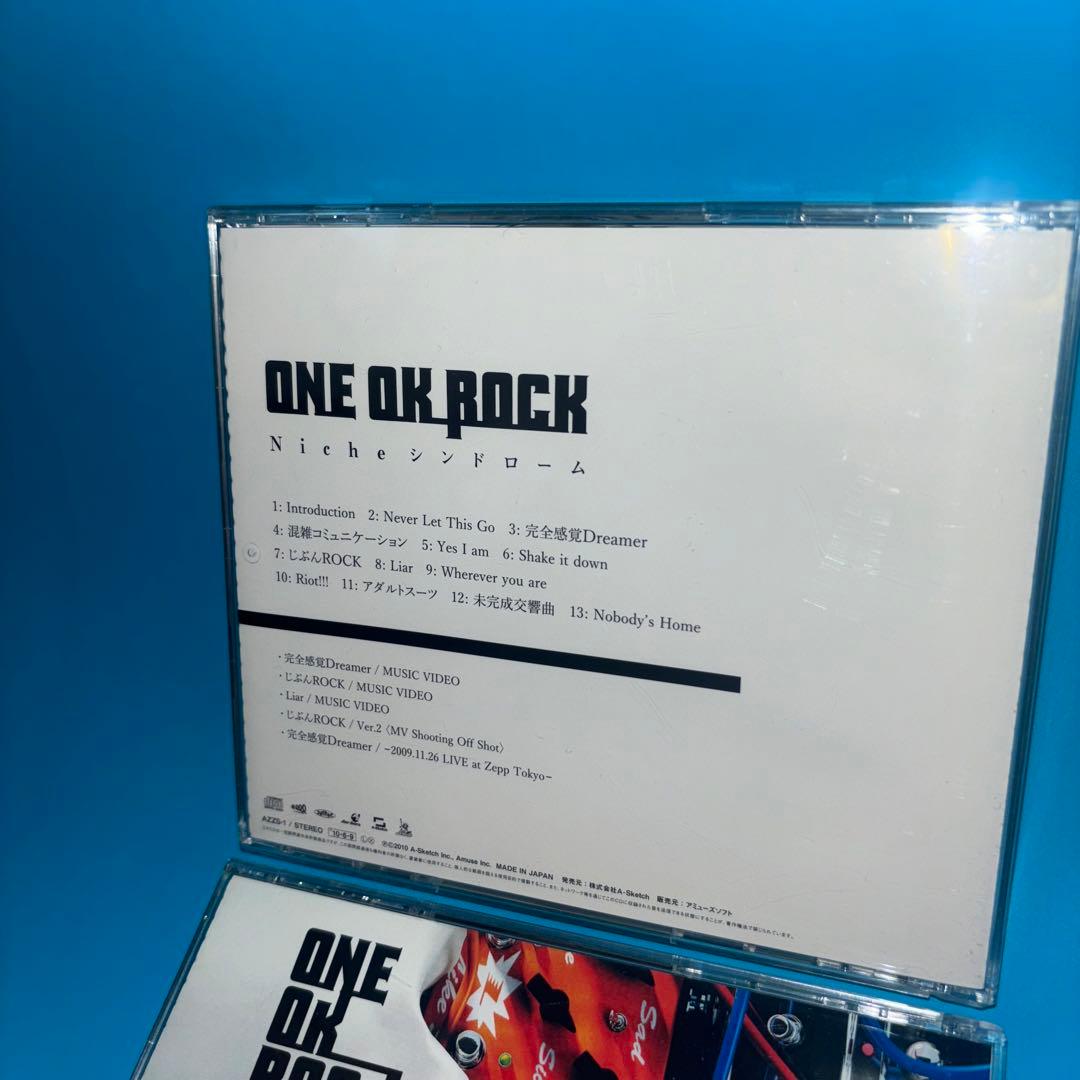 ONE OK ROCK
Niche シンドローム
1: Introduction 2: Never Let This Go 3: 完全感覚Dreamer
4: 混雑コミュニケーション 5: Yes I am 6: Shake it down
7: じぶんROCK 8: Liar 9: Wherever you are
10: Riot!!! 11: アダルトスーツ 12: 未完成交響曲 13: Nobody's Home
・完全感覚Dreamer / MUSIC VIDEO
・じぶんROCK / MUSIC VIDEO
・Liar / MUSIC VIDEO
・じぶんROCK / Ver.2〈MV Shooting Off Shot〉
・完全感覚Dreamer / −2009.11.26 LIVE at Zepp Tokyo−
AZZS-1 / STEREO '10·6·9 Ⓛ Ⓧ ℗©2010 A-Sketch Inc., Amuse Inc. MADE IN JAPAN 発売元：株式会社A-Sketch 販売元：アミューズソフト
ONE
OK
Sad